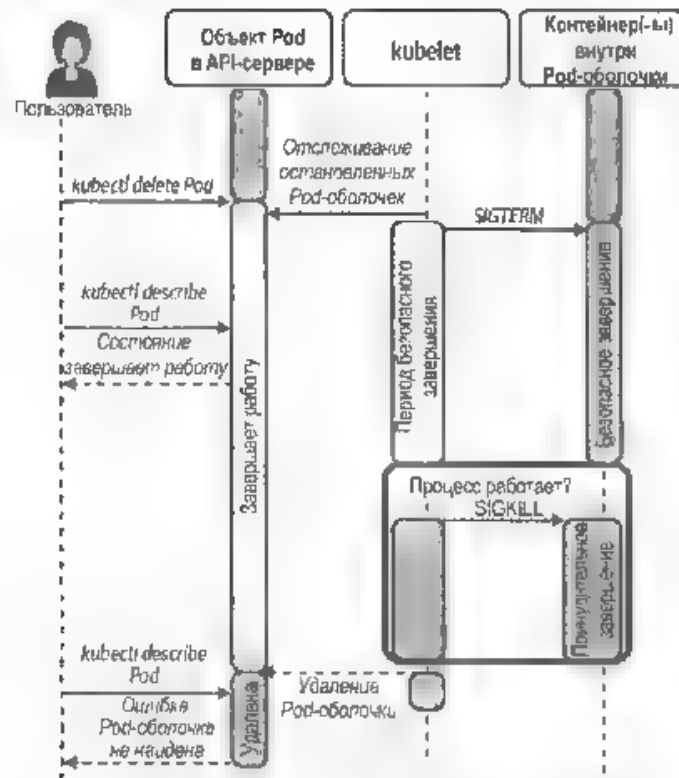 Пользователь
Объект Pod
в API-сервере
kubelet
Контейнер(-ы)
внутри
Pod-оболочки
kubectl delete Pod
Отслеживание
остановленных
Pod-оболочек
SIGTERM
kubectl describe
Pod
Состояние
завершает работу
Завершает работу
Период безопасного
завершения
Безопасное завершение
Процесс работает?
SIGKILL
Принудительное
завершение
kubectl describe
Pod
Ошибка
Pod-оболочка
не найдена
Удалена
Удаление
Pod-оболочки